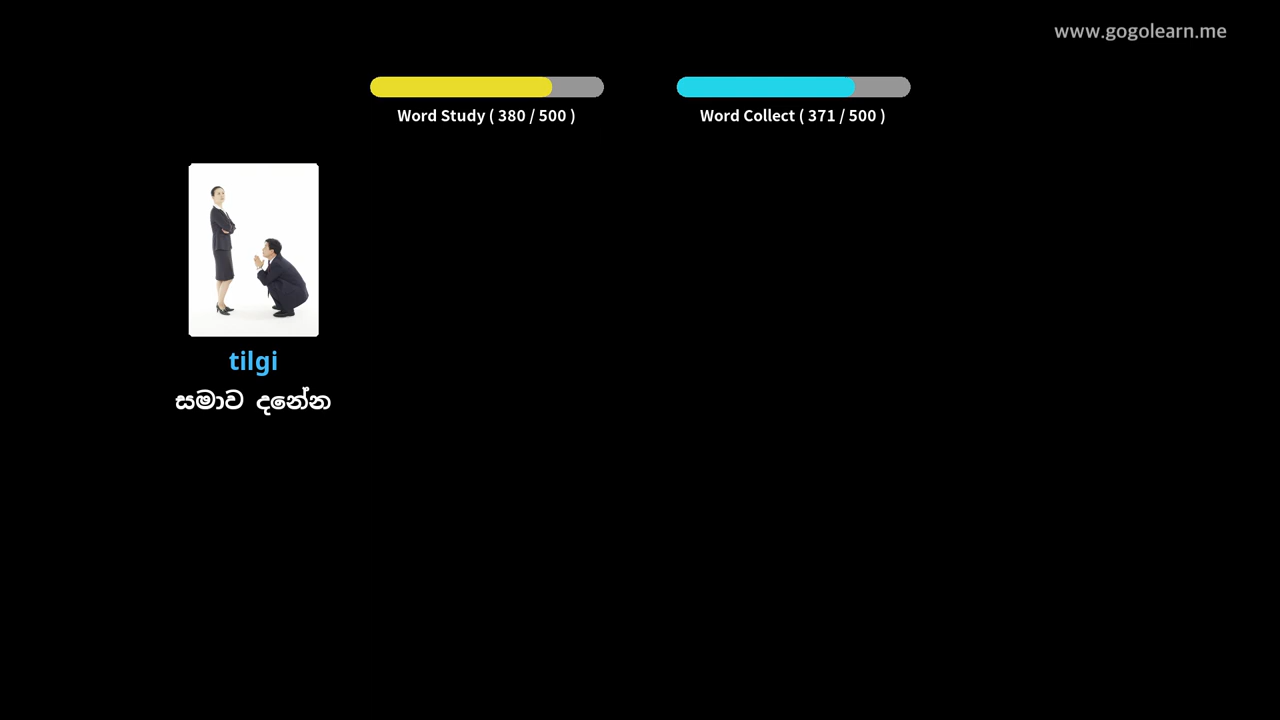 www.gogolearn.me
Word Study ( 380 / 500 )
Word Collect ( 371 / 500 )
tilgi
සමාව දනේන